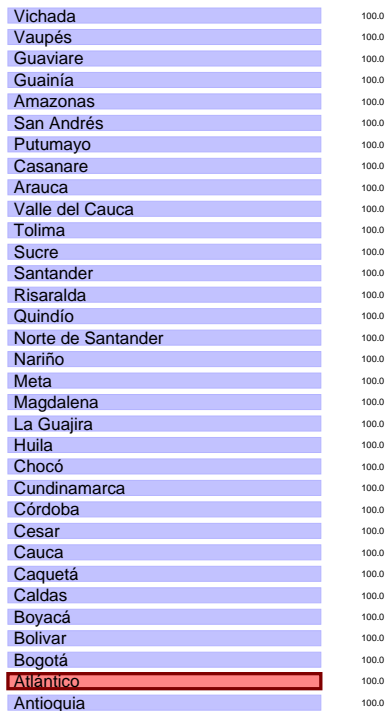 Vichada 100.0
Vaupés 100.0
Guaviare 100.0
Guainía 100.0
Amazonas 100.0
San Andrés 100.0
Putumayo 100.0
Casanare 100.0
Arauca 100.0
Valle del Cauca 100.0
Tolima 100.0
Sucre 100.0
Santander 100.0
Risaralda 100.0
Quindío 100.0
Norte de Santander 100.0
Nariño 100.0
Meta 100.0
Magdalena 100.0
La Guajira 100.0
Huila 100.0
Chocó 100.0
Cundinamarca 100.0
Córdoba 100.0
Cesar 100.0
Cauca 100.0
Caquetá 100.0
Caldas 100.0
Boyacá 100.0
Bolivar 100.0
Bogotá 100.0
Atlántico 100.0
Antioquia 100.0